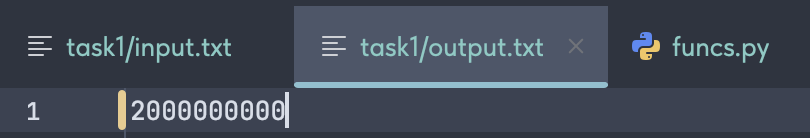 task1/input.txt
task1/output.txt
funcs.py
1
2000000000